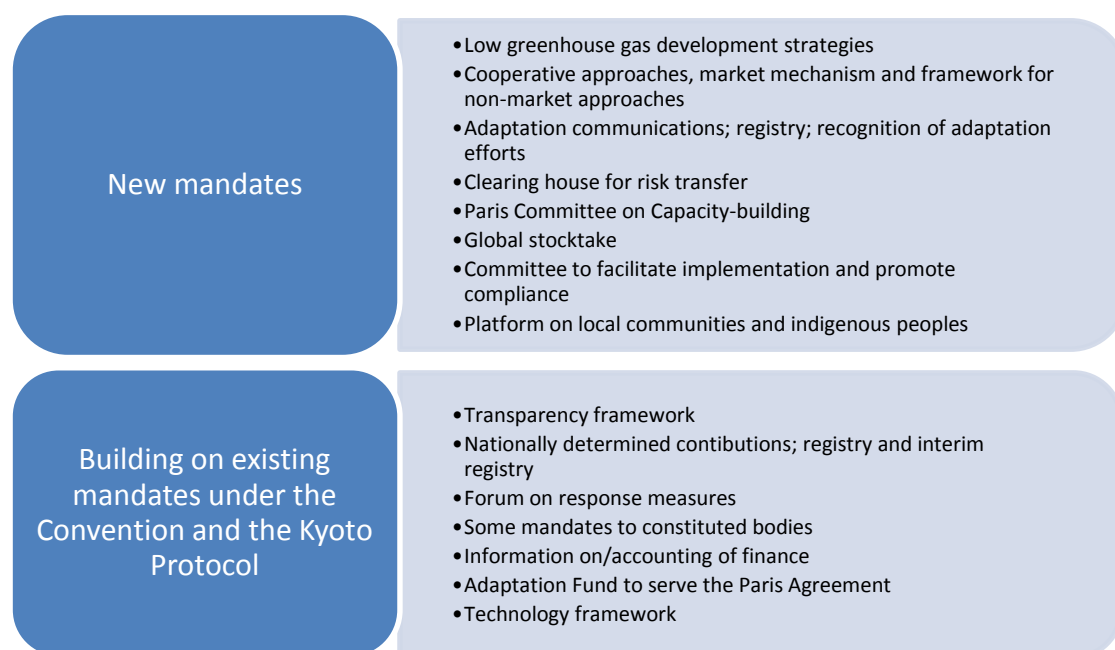 New mandates
•Low greenhouse gas development strategies
•Cooperative approaches, market mechanism and framework for
non-market approaches
•Adaptation communications; registry; recognition of adaptation
efforts
•Clearing house for risk transfer
•Paris Committee on Capacity-building
•Global stocktake
•Committee to facilitate implementation and promote
compliance
•Platform on local communities and indigenous peoples
Building on existing
mandates under the
Convention and the Kyoto
Protocol
•Transparency framework
•Nationally determined contibutions; registry and interim
registry
•Forum on response measures
•Some mandates to constituted bodies
•Information on/accounting of finance
•Adaptation Fund to serve the Paris Agreement
•Technology framework